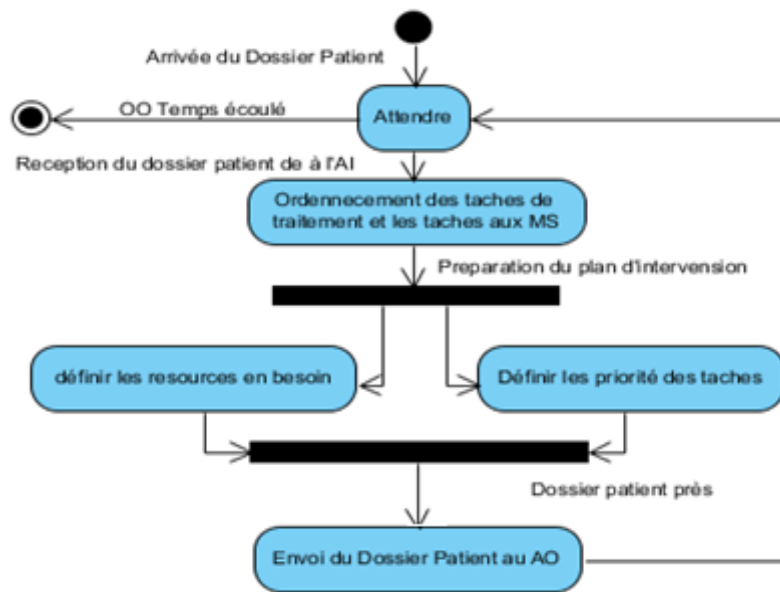 Arrivée du Dossier Patient
OO Temps écoulé
Attendre
Reception du dossier patient de à l'AI
Ordennecement des taches de
traitement et les taches aux MS
Preparation du plan d'intervension
définir les resources en besoin
Définir les priorité des taches
Dossier patient près
Envoi du Dossier Patient au AO